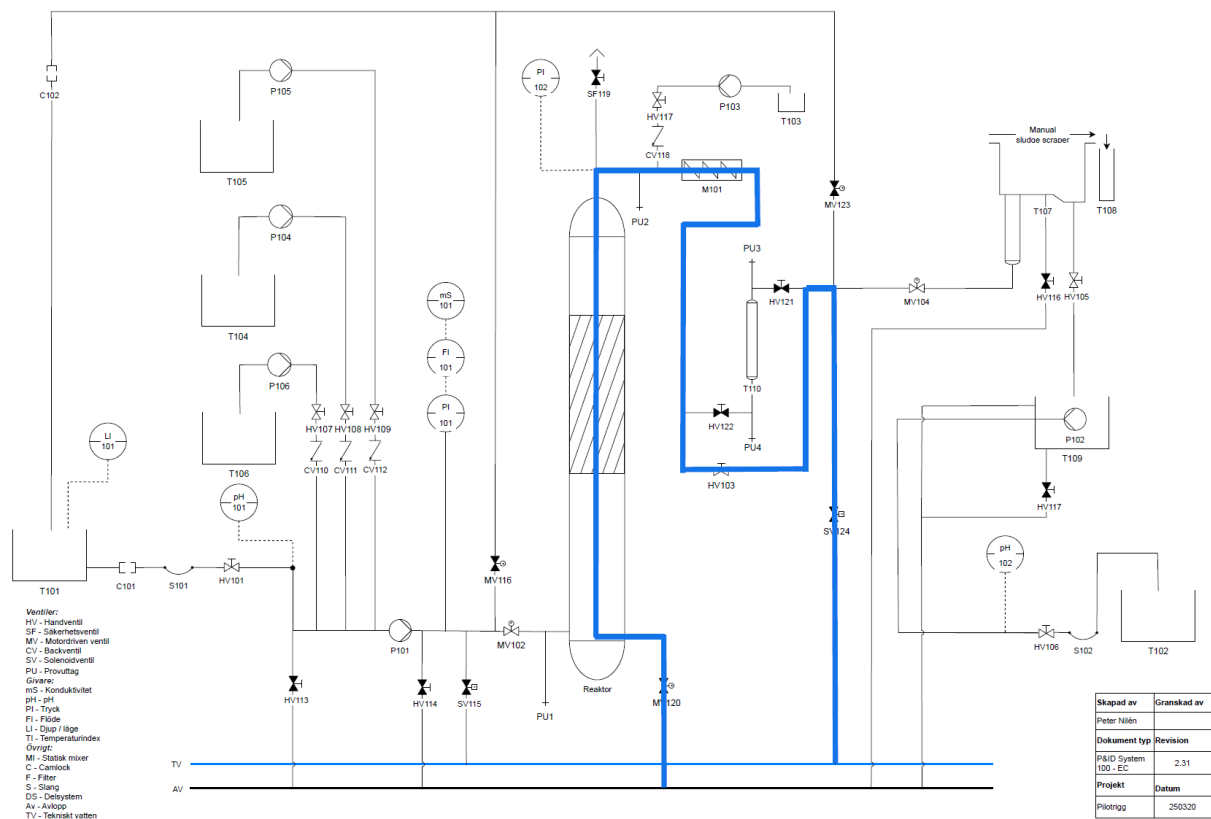 C102
P105
T105
P104
T104
P106
T106
HV107
HV108
HV109
CV110
CV111
CV112
LI
101
pH
101
T101
C101
S101
HV101
mS
101
FI
101
PI
101
P101
HV113
HV114
SV115
MV116
MV102
PU1
PI
102
SF119
HV117
CV118
P103
T103
M101
PU2
Reaktor
MV120
PU3
HV121
T110
HV122
PU4
HV103
MV123
SV124
MV104
Manual
sludge scraper
T107
T108
HV116
HV105
P102
T109
HV117
pH
102
HV106
S102
T102
TV
AV
Ventiler:
HV - Handventil
SF - Säkerhetsventil
MV - Motordriven ventil
CV - Backventil
SV - Solenoidventil
PU - Provuttag
Givare:
mS - Konduktivitet
pH - pH
PI - Tryck
FI - Flöde
LI - Djup / läge
TI - Temperaturindex
Övrigt:
MI - Statisk mixer
C - Camlock
F - Filter
S - Slang
DS - Delsystem
Av - Avlopp
TV - Tekniskt vatten
Skapad av Granskad av
Peter Nilén
Dokument typ Revision
P&ID System
100 - EC
2.31
Projekt Datum
Pilotrigg 250320